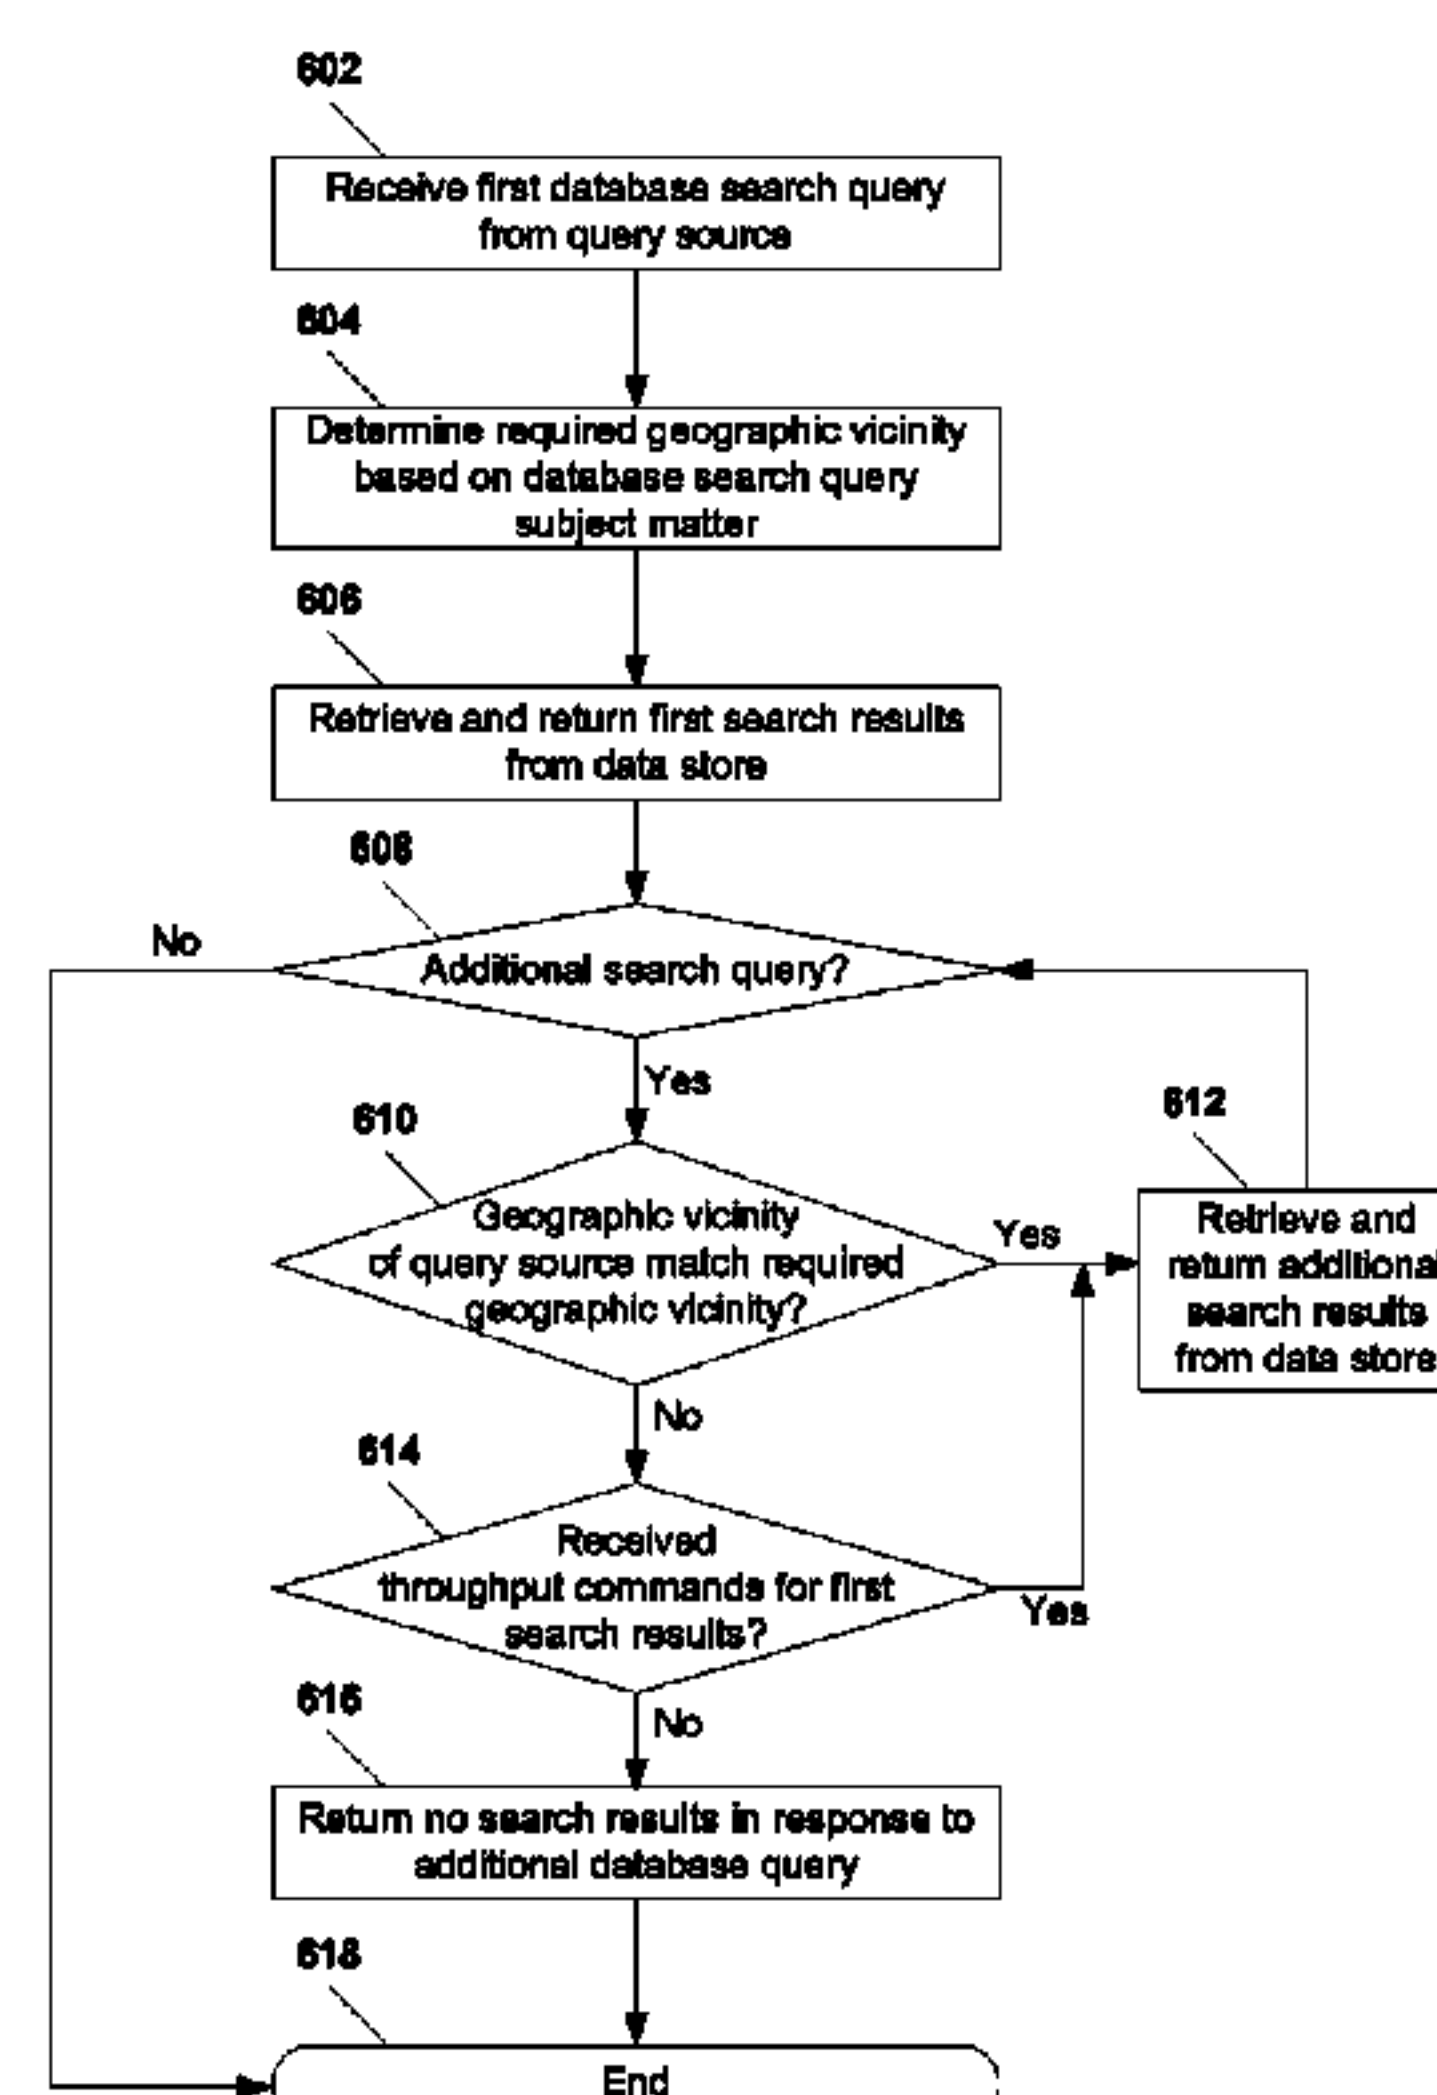 602
Receive first database search query
from query source
604
Determine required geographic vicinity
based on database search query
subject matter
606
Retrieve and return first search results
from data store
608
No
Additional search query?
Yes
610
612
Geographic vicinity
of query source match required
geographic vicinity?
Yes
Retrieve and
return additional
search results
from data store
No
614
Received
throughput commands for first
search results?
Yes
616
No
Return no search results in response to
additional database query
618
End